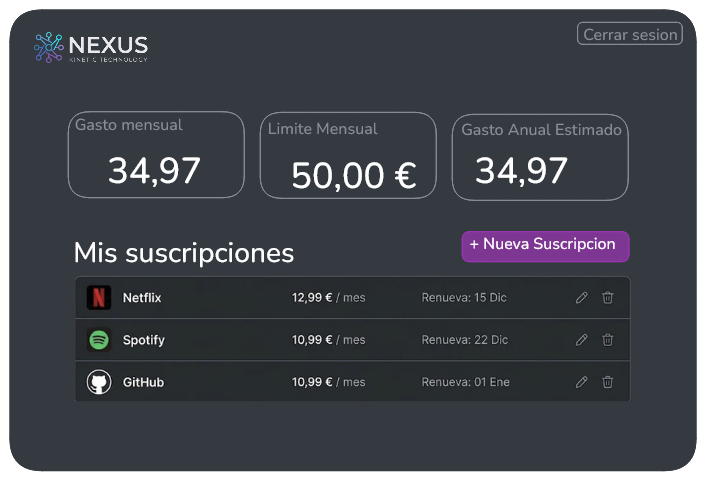 NEXUS
KINETIC TECHNOLOGY
Cerrar sesion
Gasto mensual
34,97
Limite Mensual
50,00 €
Gasto Anual Estimado
34,97
Mis suscripciones
+ Nueva Suscripcion
Netflix 12,99 € / mes Renueva: 15 Dic
Spotify 10,99 € / mes Renueva: 22 Dic
GitHub 10,99 € / mes Renueva: 01 Ene